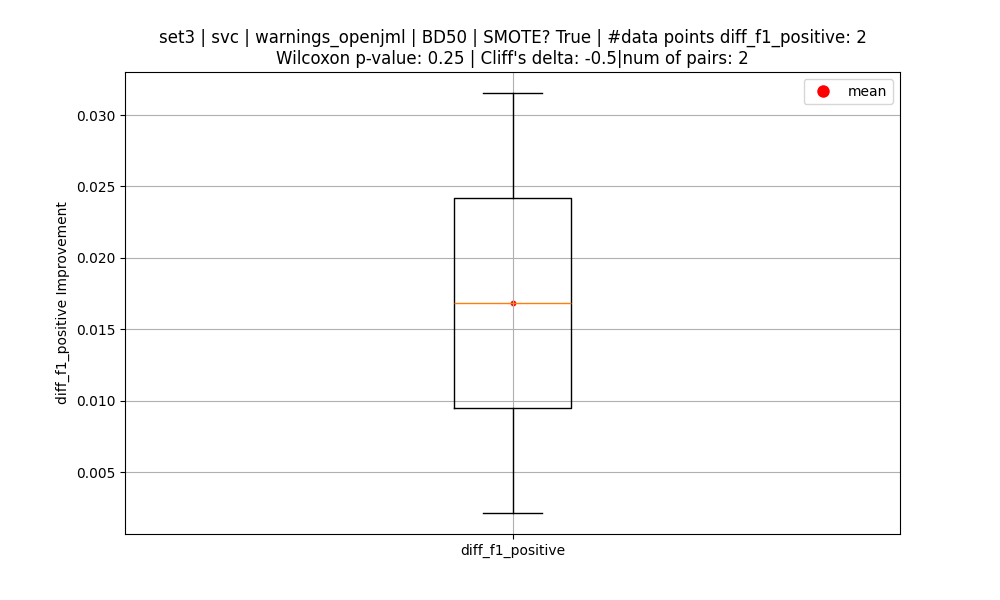 set3 | svc | warnings_openjml | BD50 | SMOTE? True | #data points diff_f1_positive: 2
Wilcoxon p-value: 0.25 | Cliff's delta: -0.5|num of pairs: 2
mean
0.030
0.025
0.020
0.015
0.010
0.005
diff_f1_positive Improvement
diff_f1_positive